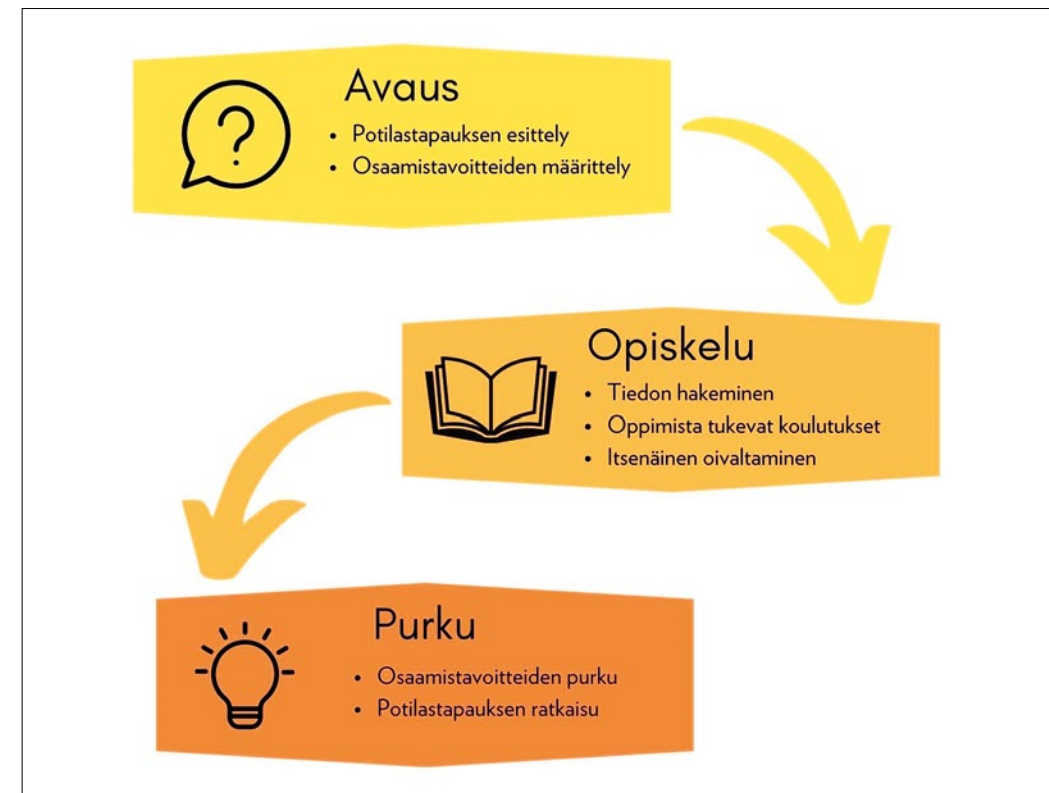 ?
Avaus
• Potilastapauksen esittely
• Osaamistavoitteiden määrittely
Opiskelu
• Tiedon hakeminen
• Oppimista tukevat koulutukset
• Itsenäinen oivaltaminen
Purku
• Osaamistavoitteiden purku
• Potilastapauksen ratkaisu